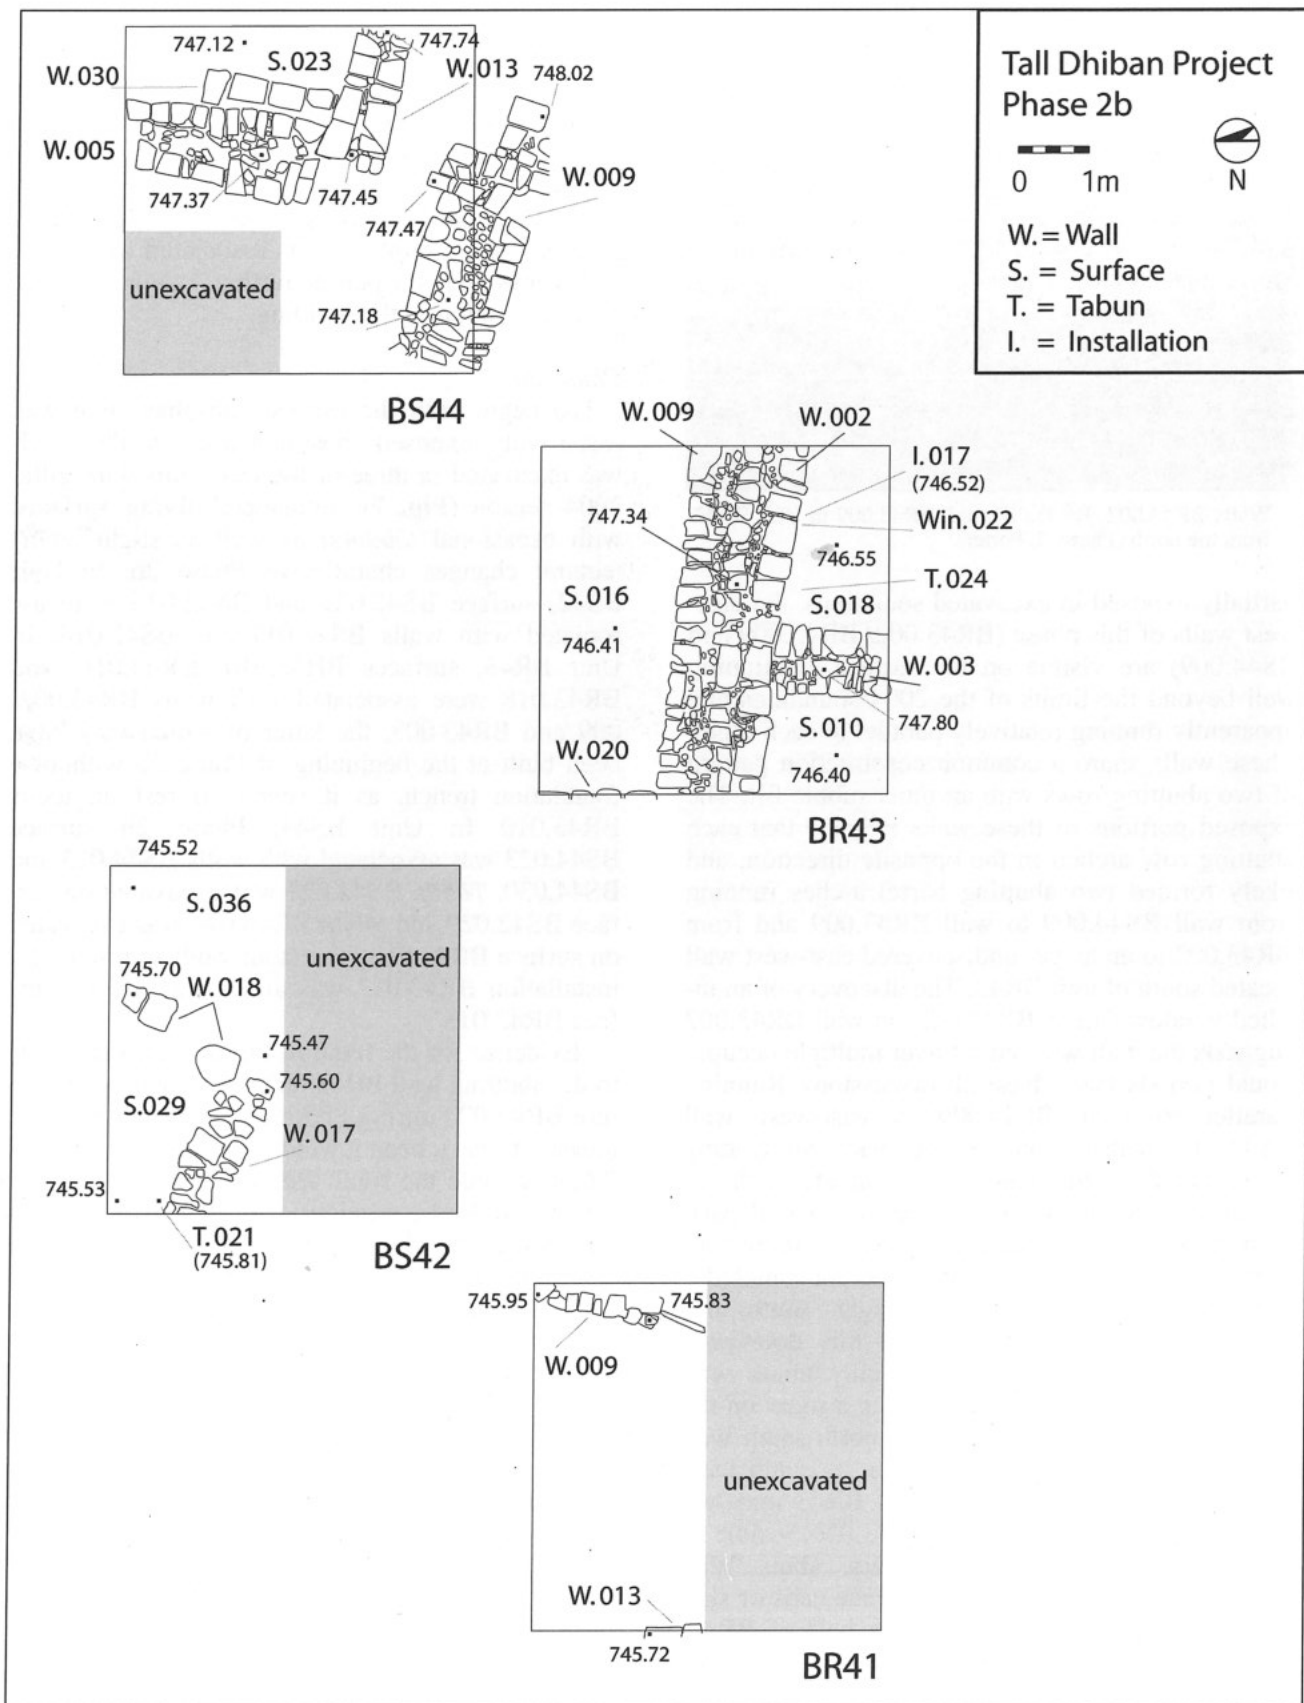 Tall Dhiban Project
Phase 2b
0 1m
N
W. = Wall
S. = Surface
T. = Tabun
I. = Installation
747.12
S.023
747.74
W.030
W.013
748.02
W.005
W.009
747.37
747.45
747.47
unexcavated
747.18
BS44
W.009
W.002
I.017
(746.52)
747.34
Win.022
746.55
T.024
S.016
S.018
746.41
W.003
747.80
S.010
W.020
746.40
BR43
745.52
S.036
unexcavated
745.70
W.018
745.47
745.60
S.029
W.017
745.53
T.021
(745.81)
BS42
745.95
745.83
W.009
unexcavated
W.013
745.72
BR41